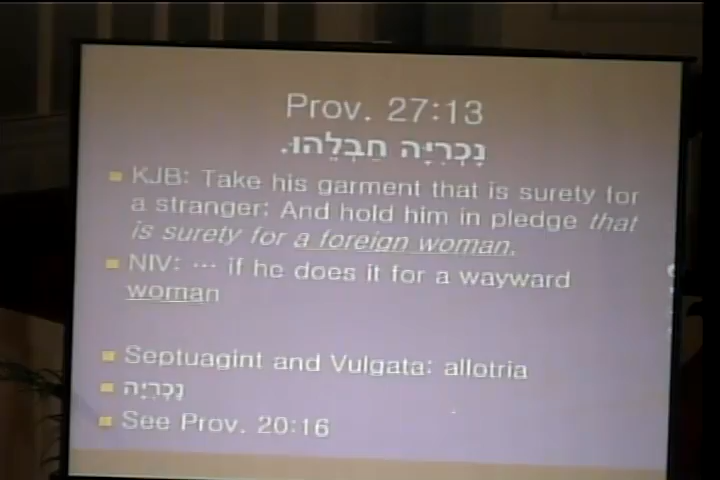 Prov. 27:13
נָכְרִיָּה חַבְלֵהוּ.
KJB: Take his garment that is surety for
a stranger: And hold him in pledge that
is surety for a foreign woman.
NIV: ... if he does it for a wayward
woman
Septuagint and Vulgata: allotria
נָכְרִיָּה
See Prov. 20:16